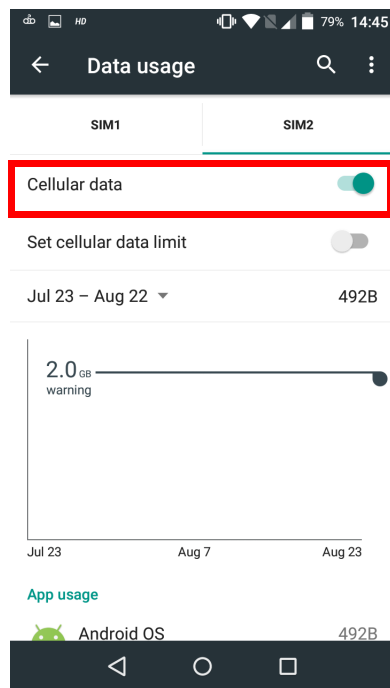 HD 79% 14:45
Data usage
SIM1 SIM2
Cellular data
Set cellular data limit
Jul 23 – Aug 22 492B
2.0 GB
warning
Jul 23 Aug 7 Aug 23
App usage
Android OS 492B